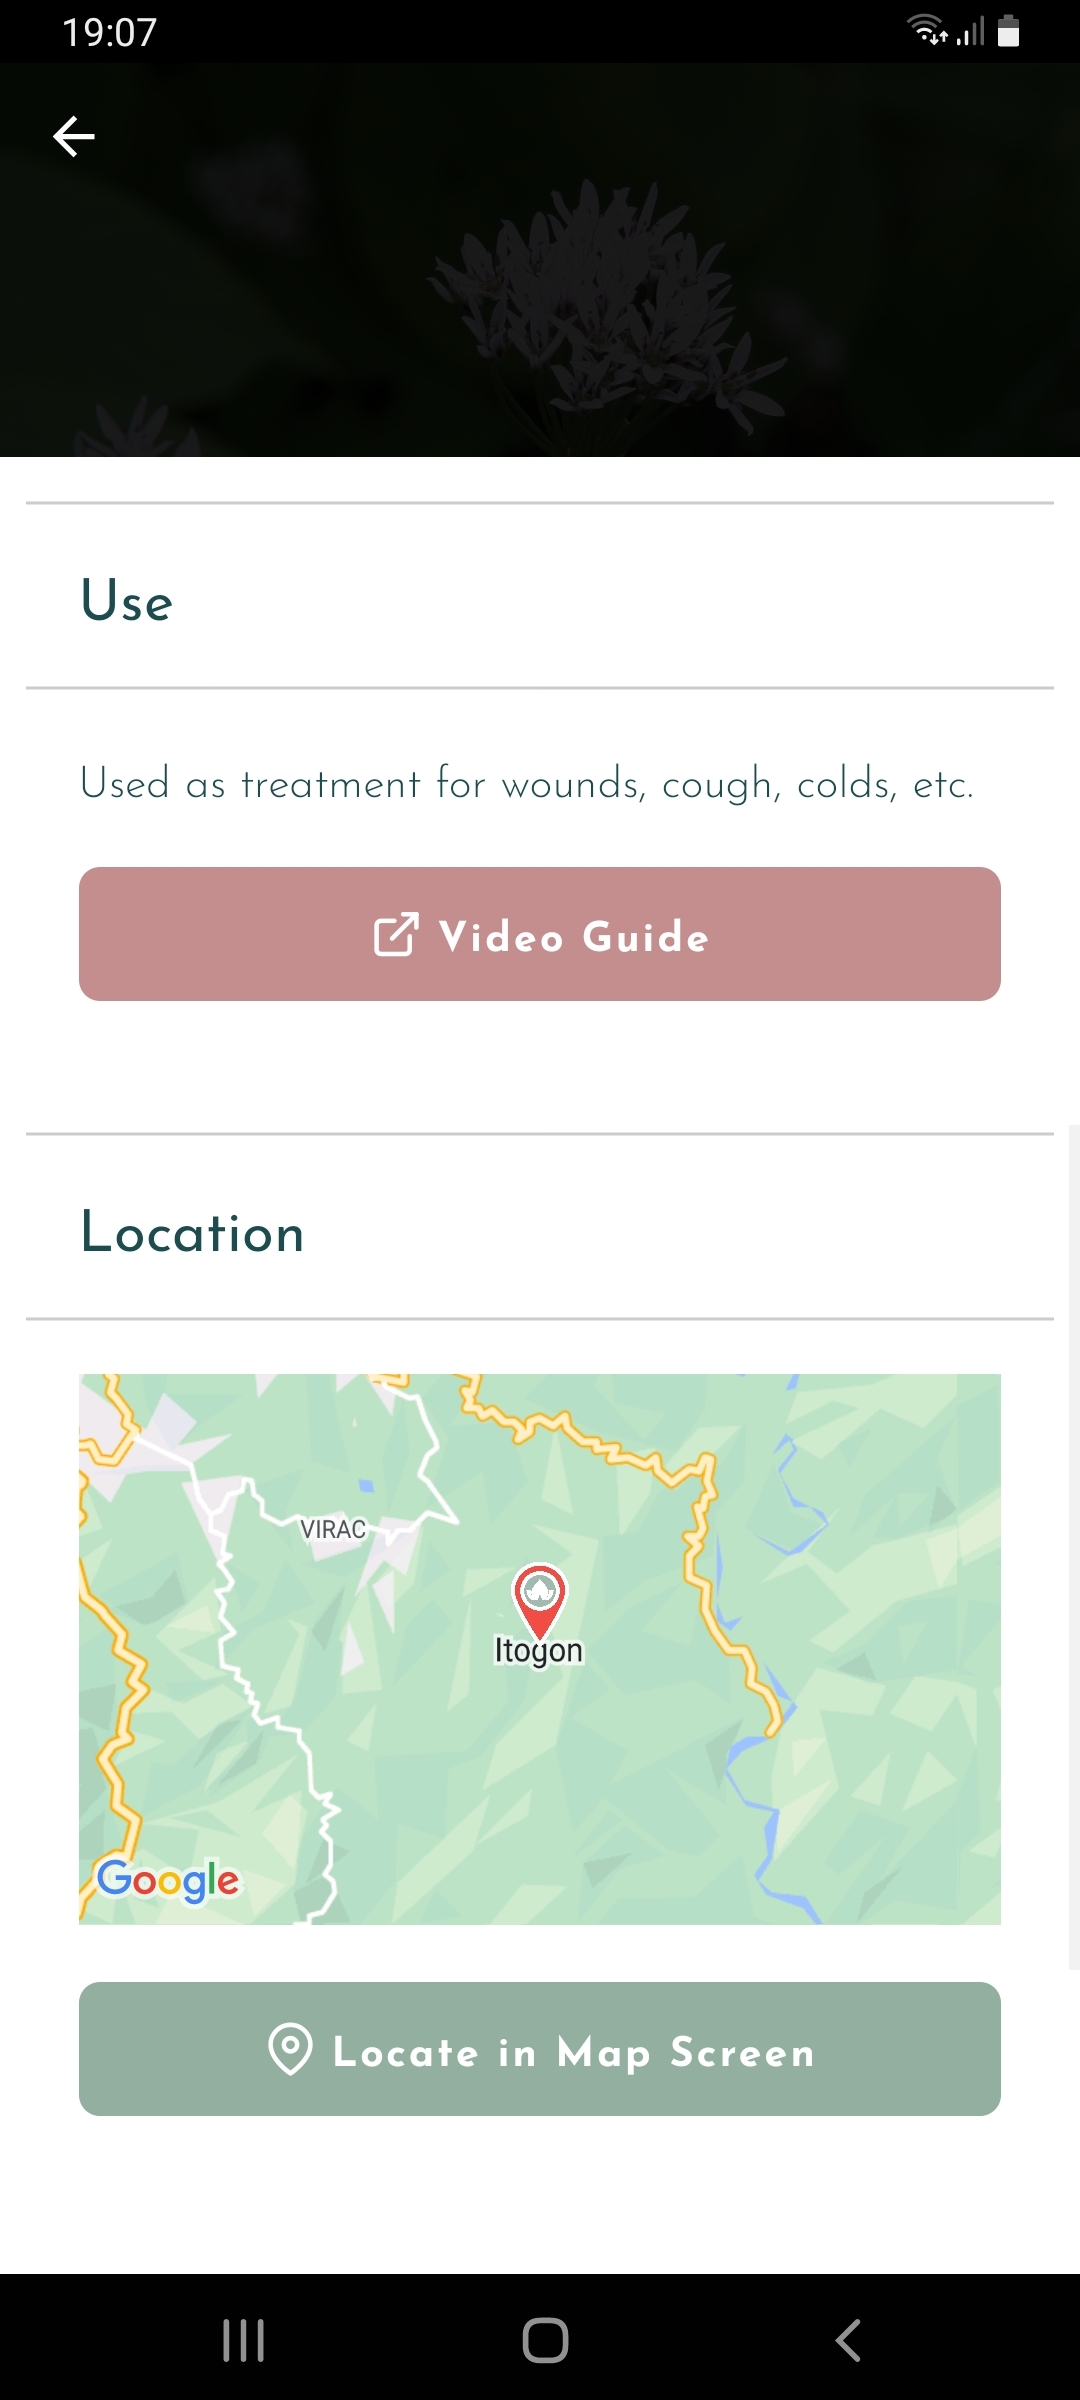 19:07
Use
Used as treatment for wounds, cough, colds, etc.
Video Guide
Location
VIRAC
Itogon
Google
Locate in Map Screen